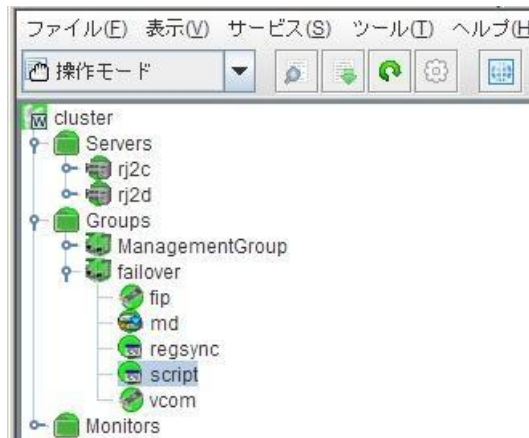 ファイル(F) 表示(V) サービス(S) ツール(T) ヘルプ(H
操作モード
cluster
Servers
rj2c
rj2d
Groups
ManagementGroup
failover
fip
md
regsync
script
vcom
Monitors